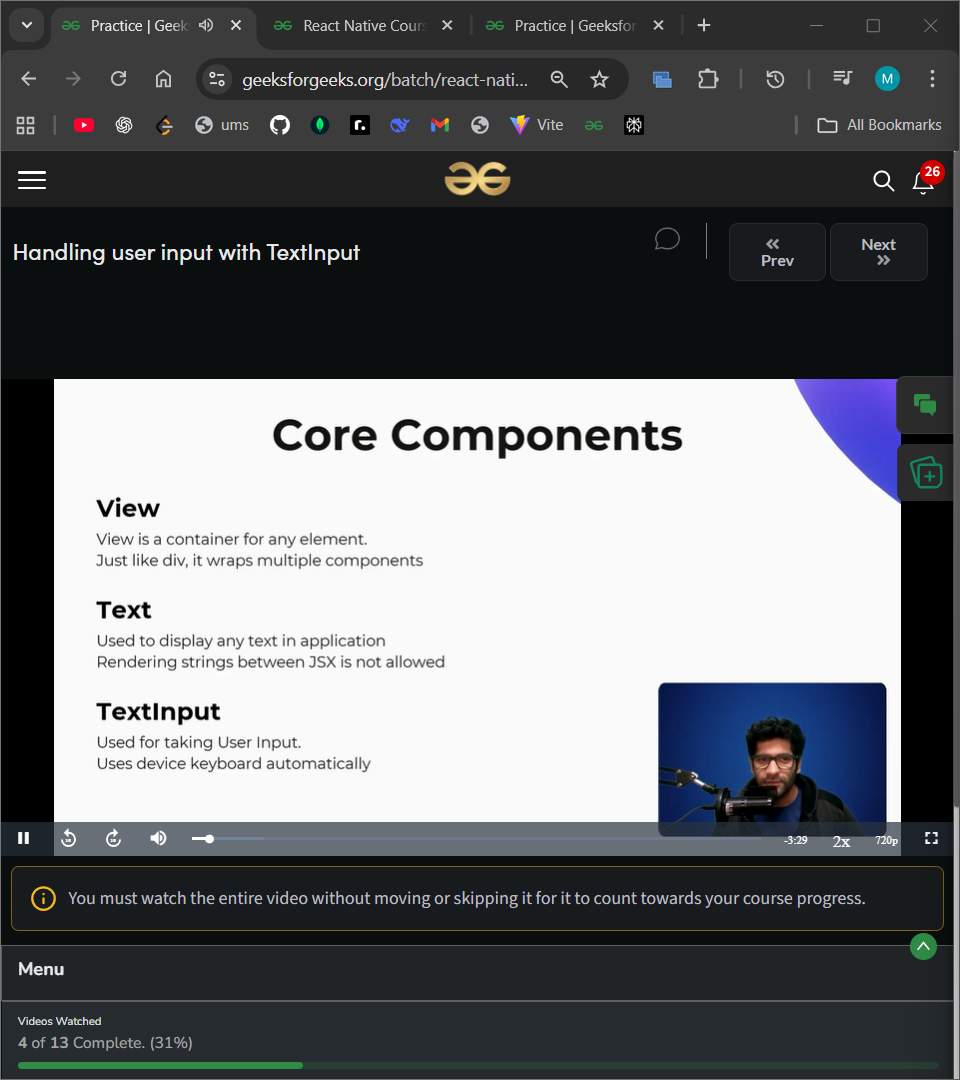 Practice | Geeks
React Native Cour
Practice | Geeksfor
geeksforgeeks.org/batch/react-nati...
M
ums
r.
Vite
All Bookmarks
26
Handling user input with TextInput
Prev
Next
Core Components
View
View is a container for any element.
Just like div, it wraps multiple components
Text
Used to display any text in application
Rendering strings between JSX is not allowed
TextInput
Used for taking User Input.
Uses device keyboard automatically
-3:29
2x
720p
You must watch the entire video without moving or skipping it for it to count towards your course progress.
Menu
Videos Watched
4 of 13 Complete. (31%)